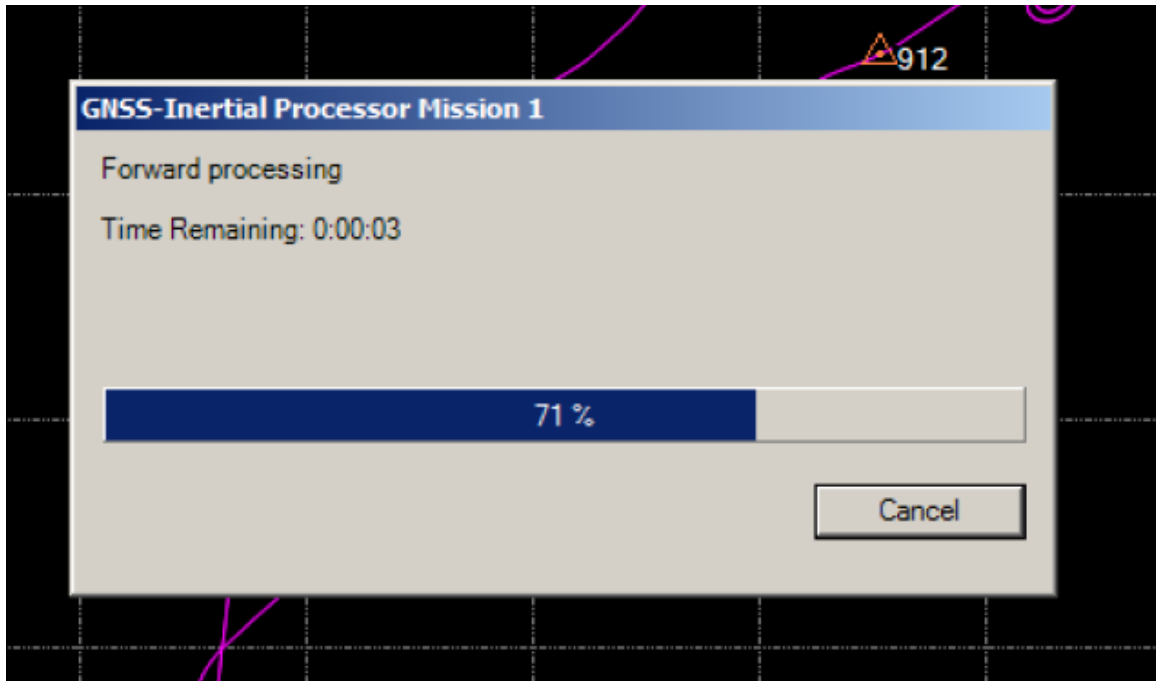 912
GNSS-Inertial Processor Mission 1
Forward processing
Time Remaining: 0:00:03
71 %
Cancel